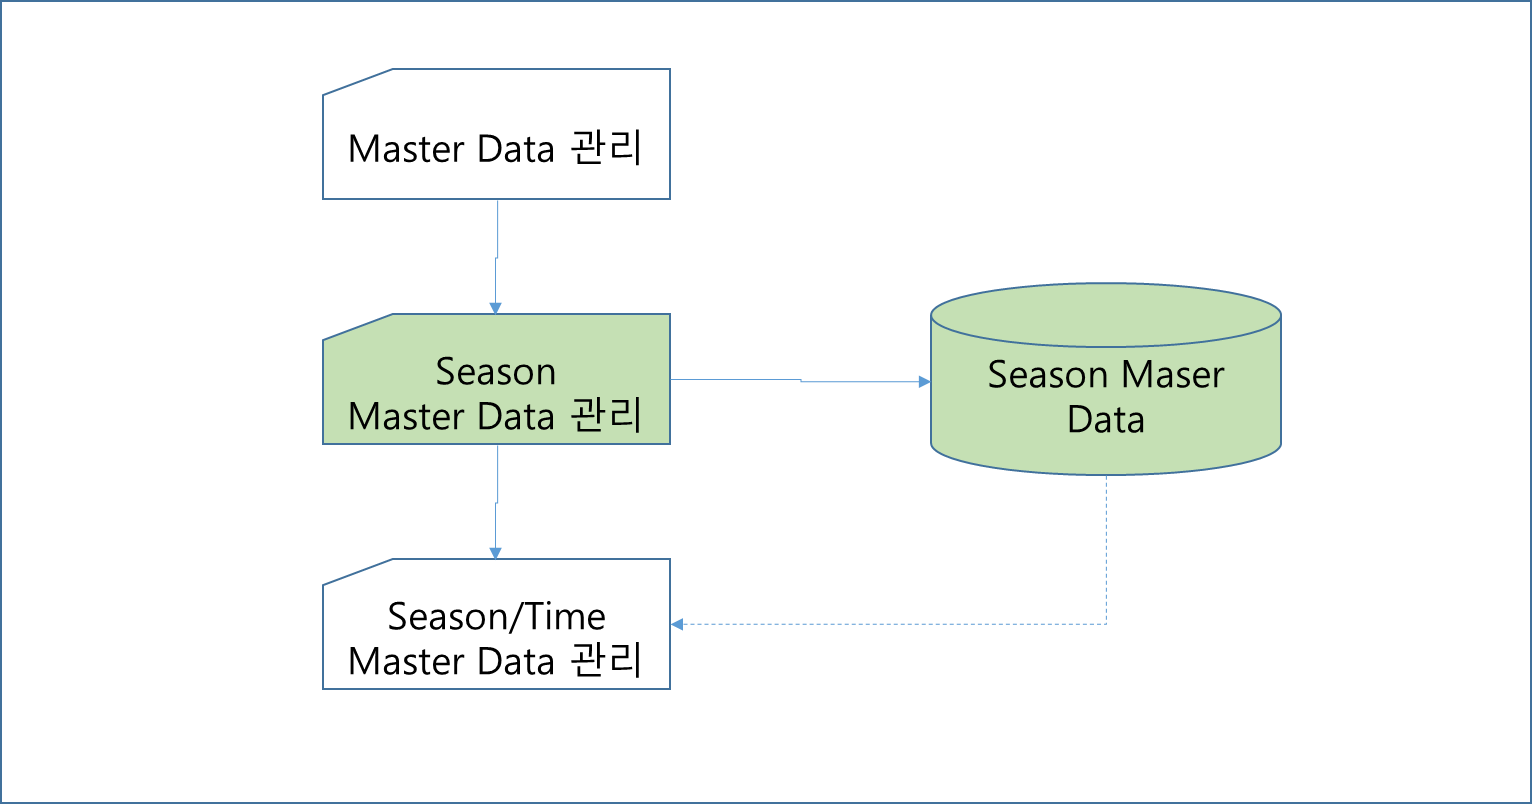 Master Data 관리
Season
Master Data 관리
Season Maser
Data
Season/Time
Master Data 관리